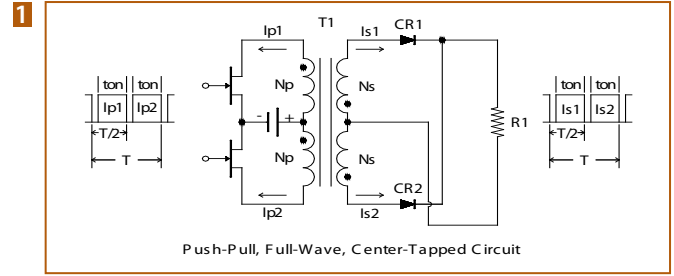 1
Ip1 T1 Is1 CR1
ton ton
Ip1 Ip2
T/2
T
Np Ns
- +
Np Ns
R1
ton ton
Is1 Is2
T/2
T
Ip2 Is2 CR2
Push-Pull, Full-Wave, Center-Tapped Circuit